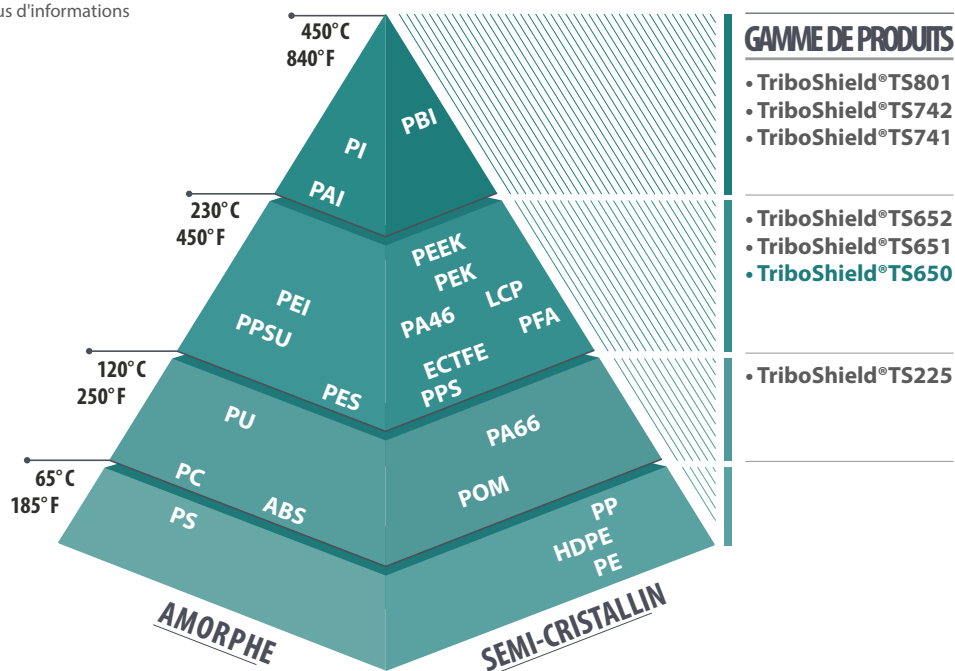 us d'informations
450°C
840°F
GAMME DE PRODUITS
• TriboShield®TS801
• TriboShield®TS742
• TriboShield®TS741
PBI
PI
PAI
230°C
450°F
• TriboShield®TS652
• TriboShield®TS651
• TriboShield®TS650
PEEK
PEK
LCP
PEI
PA46
PFA
PPSU
ECTFE
PES
PPS
120°C
250°F
• TriboShield®TS225
PU
PA66
PC
ABS
POM
65°C
185°F
PS
PP
HDPE
PE
AMORPHE
SEMI-CRISTALLIN